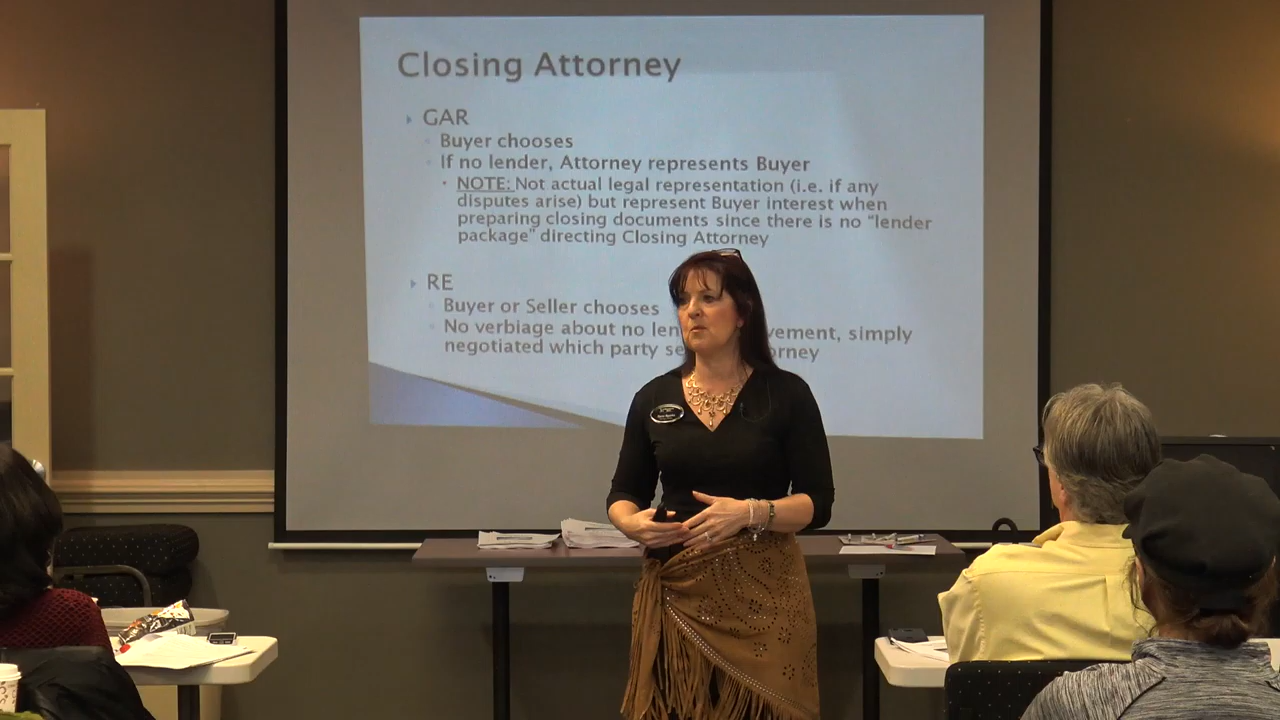 Closing Attorney
GAR
Buyer chooses
If no lender, Attorney represents Buyer
NOTE: Not actual legal representation (i.e. if any
disputes arise) but represent Buyer interest when
preparing closing documents since there is no “lender
package” directing Closing Attorney
RE
Buyer or Seller chooses
No verbiage about no simply
negotiated which party